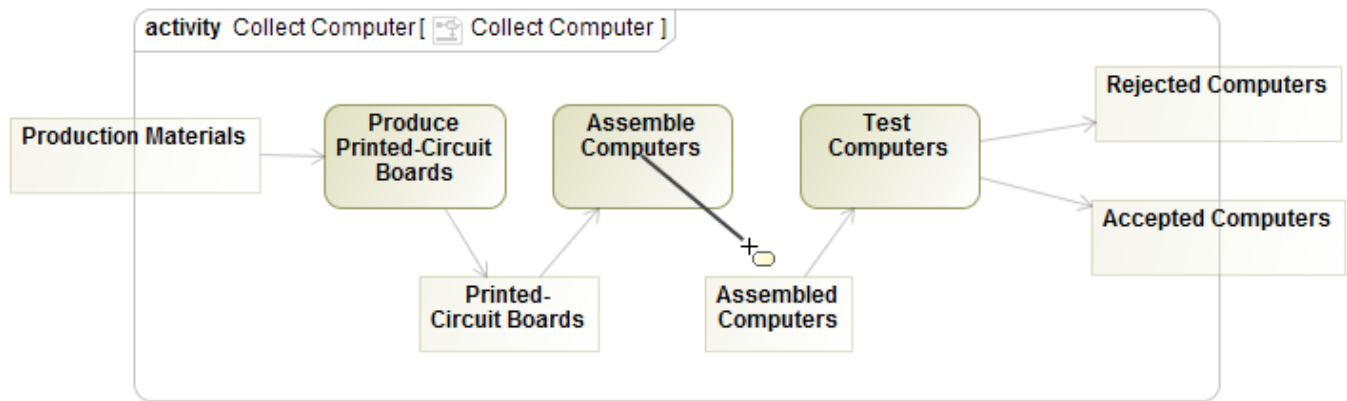 activity Collect Computer [ Collect Computer ]
Production Materials
Produce
Printed-Circuit
Boards
Assemble
Computers
Test
Computers
Rejected Computers
Accepted Computers
Printed-
Circuit Boards
Assembled
Computers